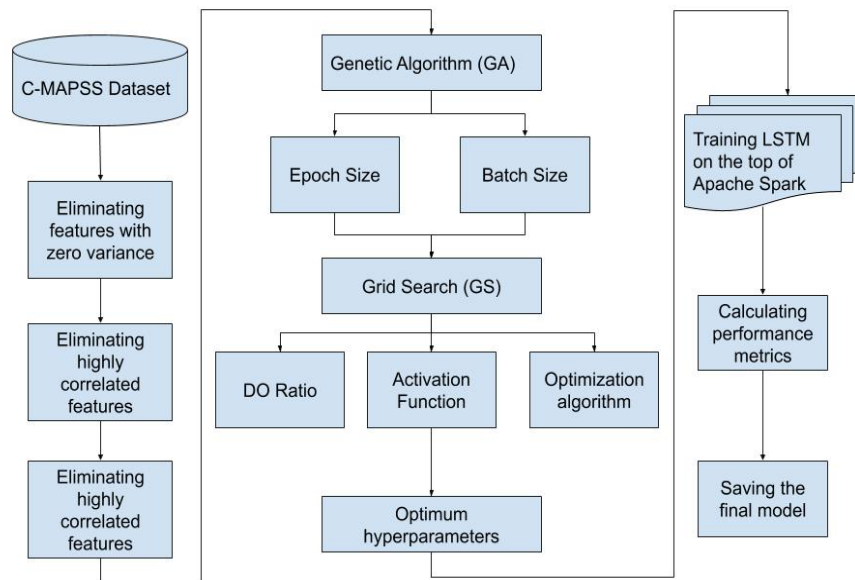 C-MAPSS Dataset
Eliminating
features with
zero variance
Eliminating
highly
correlated
features
Eliminating
highly
correlated
features
Genetic Algorithm (GA)
Epoch Size
Batch Size
Grid Search (GS)
DO Ratio
Activation
Function
Optimization
algorithm
Optimum
hyperparameters
Training LSTM
on the top of
Apache Spark
Calculating
performance
metrics
Saving the
final model